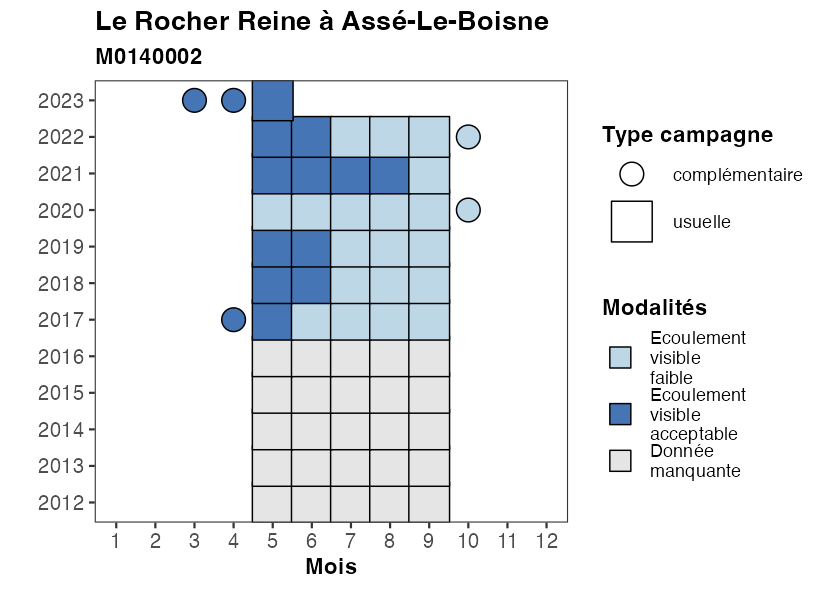 Le Rocher Reine à Assé-Le-Boisne
M0140002
2023
2022
2021
2020
2019
2018
2017
2016
2015
2014
2013
2012
1 2 3 4 5 6 7 8 9 10 11 12
Mois
Type campagne
complémentaire
usuelle
Modalités
Ecoulement
visible
faible
Ecoulement
visible
acceptable
Donnée
manquante